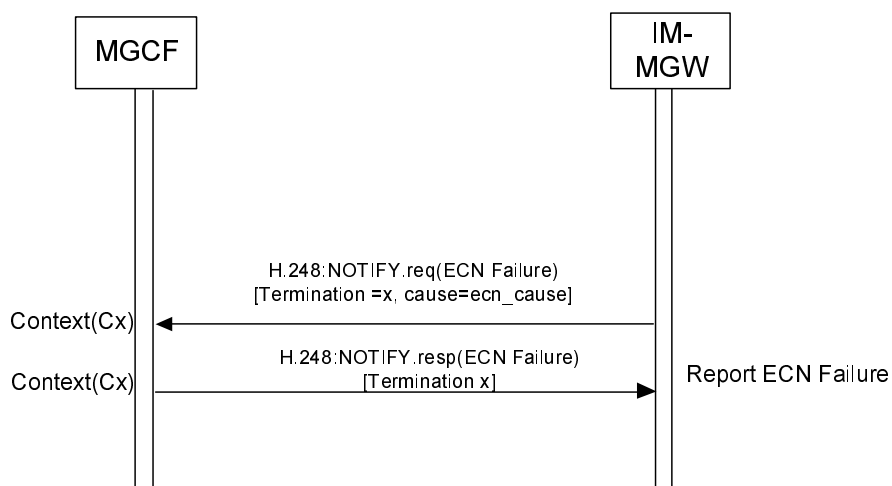 MGCF
IM-
MGW
H.248:NOTIFY.req(ECN Failure)
[Termination =x, cause=ecn_cause]
Context(Cx)
H.248:NOTIFY.resp(ECN Failure)
[Termination x]
Context(Cx)
Report ECN Failure